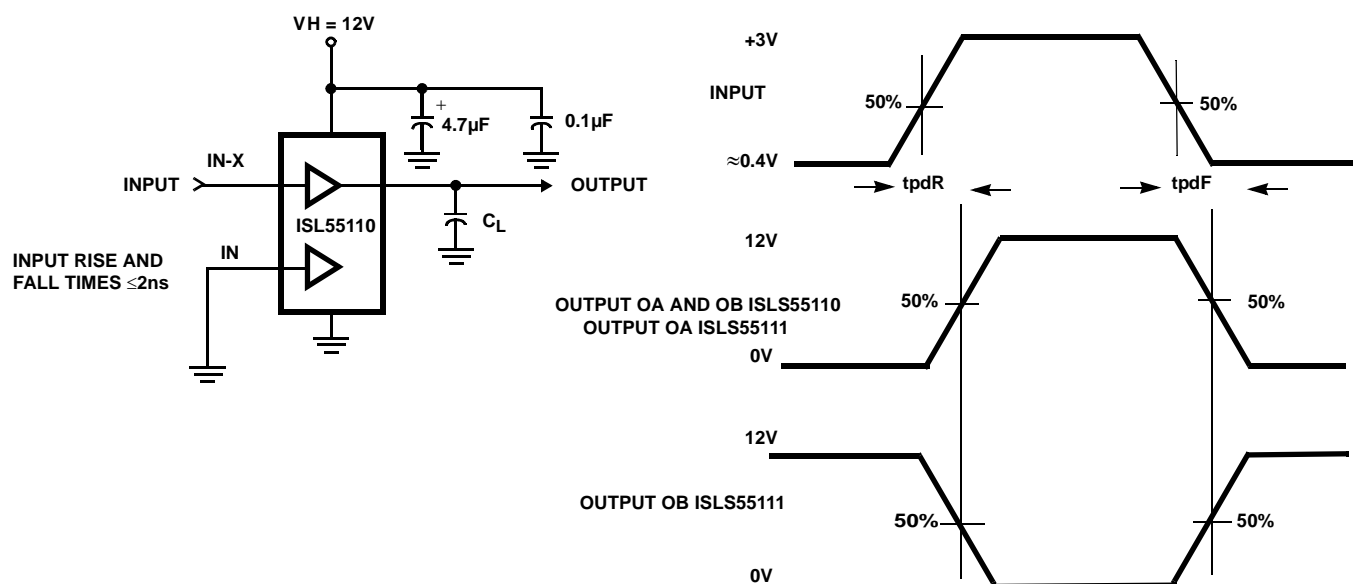 VH = 12V
+
4.7µF
0.1µF
IN-X
INPUT
OUTPUT
ISL55110
CL
IN
INPUT RISE AND
FALL TIMES ≤2ns
+3V
INPUT
50%
50%
≈0.4V
tpdR
tpdF
12V
50%
50%
OUTPUT OA AND OB ISLS55110
OUTPUT OA ISLS55111
0V
12V
OUTPUT OB ISLS55111
50%
50%
0V